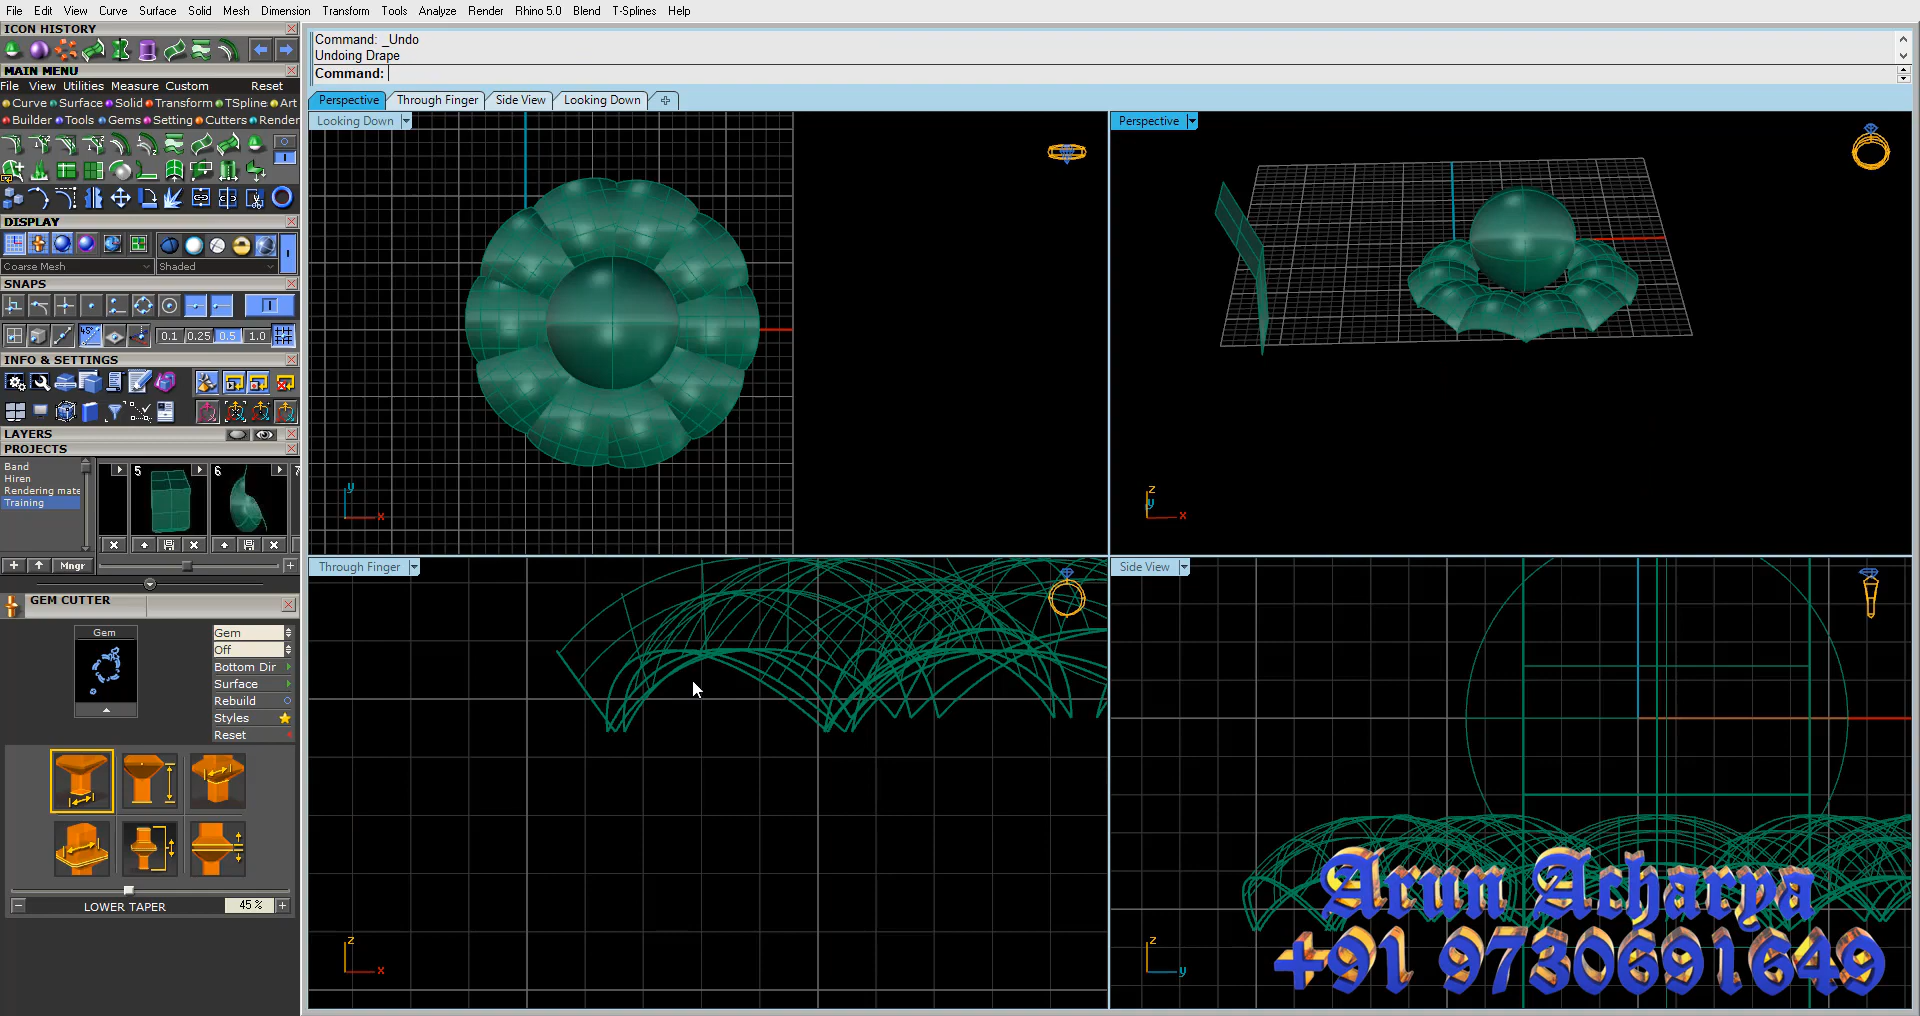 File Edit View Curve Surface Solid Mesh Dimension Transform Tools Analyze Render Rhino 5.0 Blend T-Splines Help
ICON HISTORY
Command: _Undo
Undoing Drape
Command:
MAIN MENU
File View Utilities Measure Custom Reset
Curve Surface Solid Transform TSpline Art
Builder Tools Gems Setting Cutters Render
Perspective Through Finger Side View Looking Down
Looking Down
Perspective
DISPLAY
Coarse Mesh Shaded
SNAPS
0.1 0.25 0.5 1.0
INFO & SETTINGS
LAYERS
PROJECTS
Band
Hiren
Rendering mate
Training
5 6 7
Mngr
y
x
z
y
x
Through Finger
Side View
GEM CUTTER
Gem
Gem
Off
Bottom Dir
Surface
Rebuild
Styles
Reset
LOWER TAPER 45 %
z
x
z
y
Arun Acharya
+91 9730691649